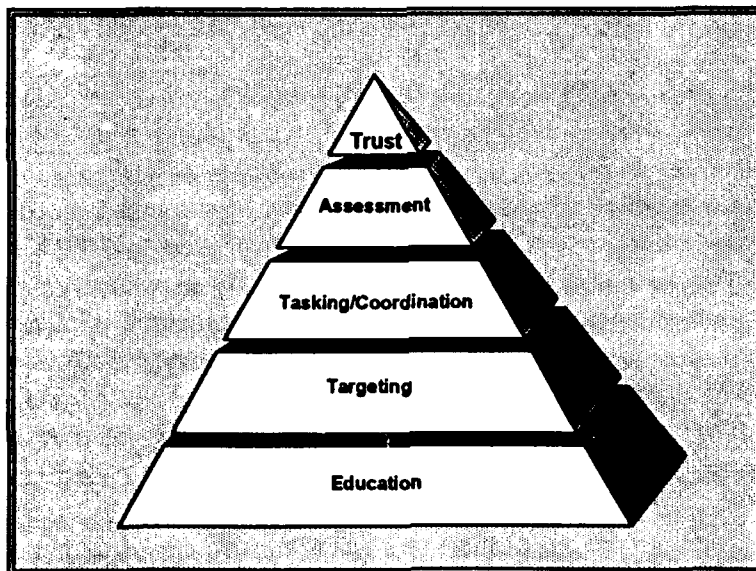 Trust
Assessment
Tasking/Coordination
Targeting
Education